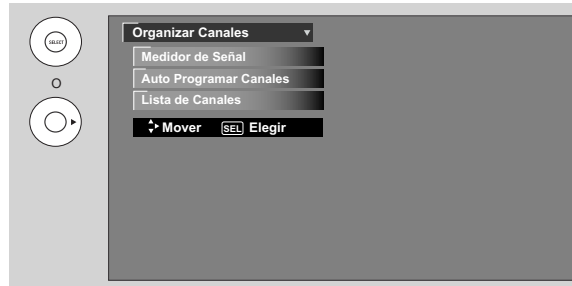 SELECT
O
Organizar Canales
Medidor de Señal
Auto Programar Canales
Lista de Canales
Mover SEL Elegir